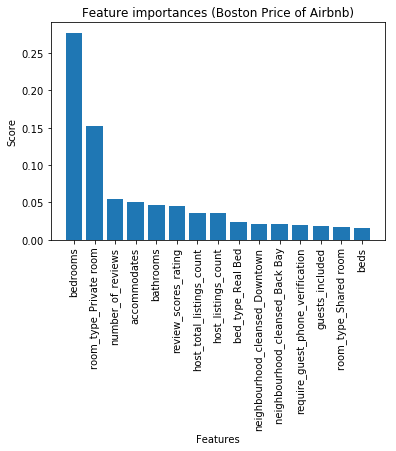 Feature importances (Boston Price of Airbnb)
0.25
0.20
0.15
0.10
0.05
0.00
Score
bedrooms
room_type_Private room
number_of_reviews
accommodates
bathrooms
review_scores_rating
host_total_listings_count
host_listings_count
bed_type_Real Bed
neighbourhood_cleansed_Downtown
neighbourhood_cleansed_Back Bay
require_guest_phone_verification
guests_included
room_type_Shared room
beds
Features